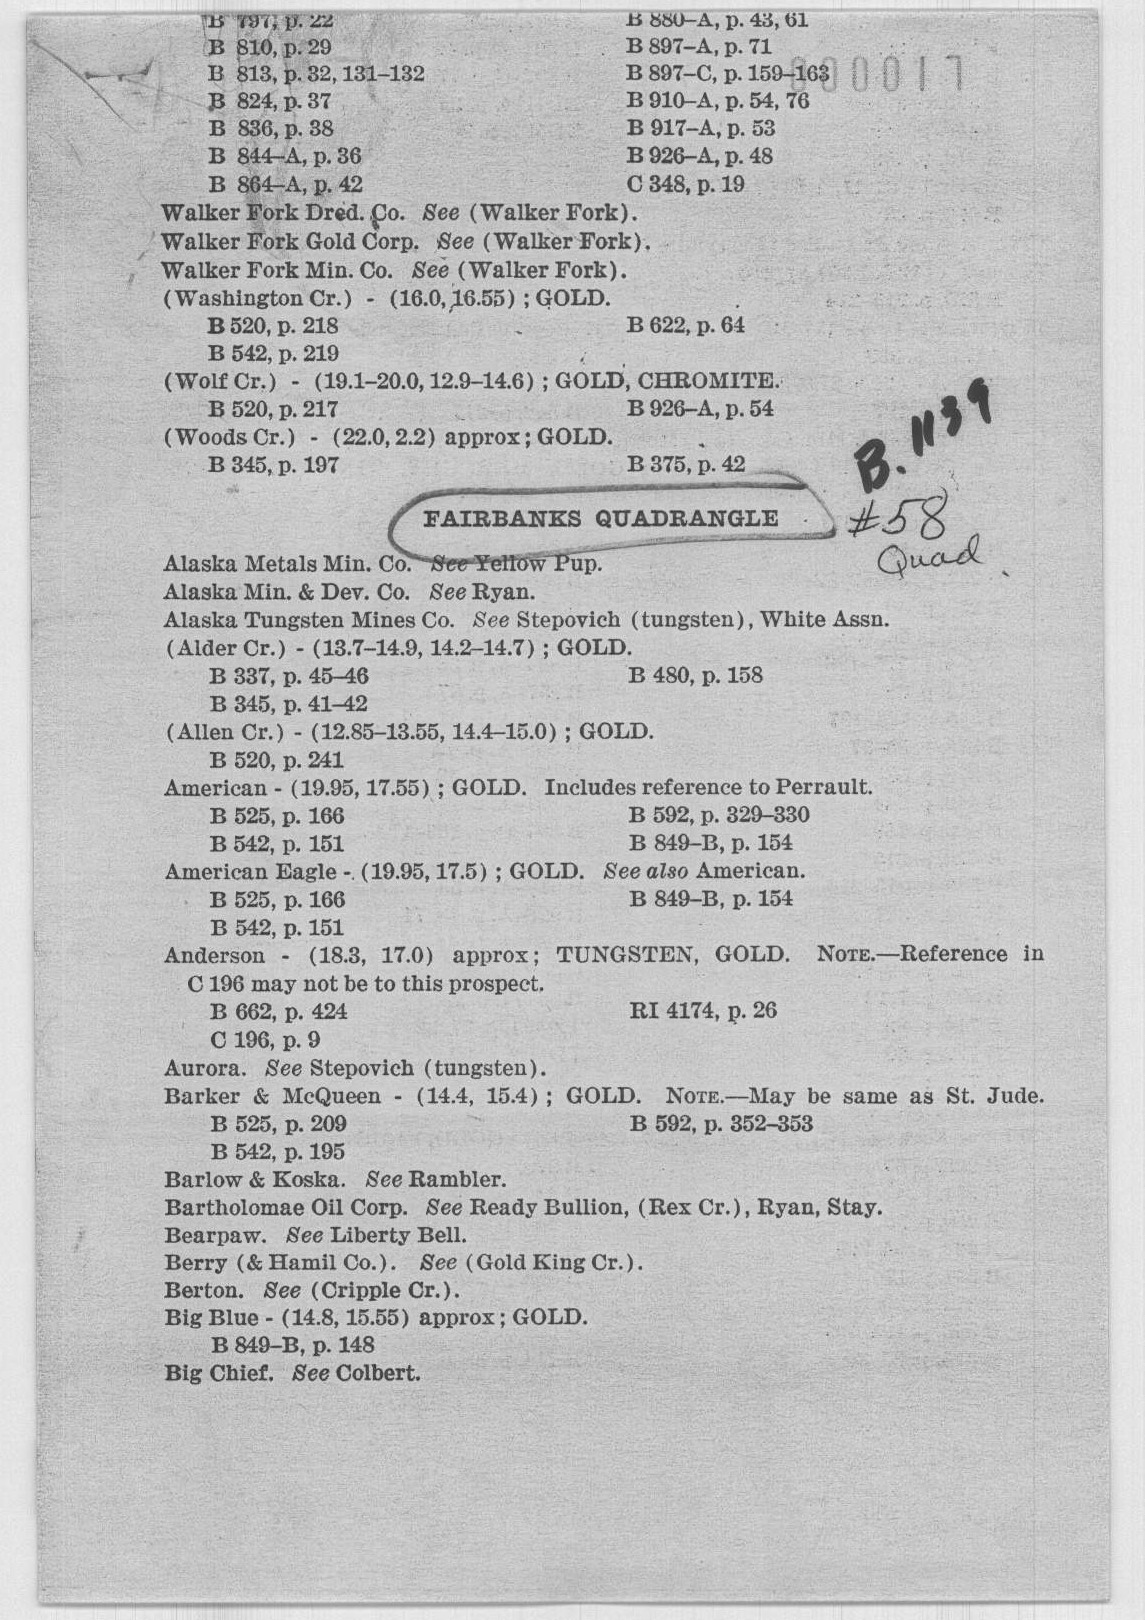 B 797, p. 22 B 880–A, p. 43, 61
B 810, p. 29 B 897–A, p. 71
B 813, p. 32, 131–132 B 897–C, p. 159–163
000017
B 824, p. 37 B 910–A, p. 54, 76
B 836, p. 38 B 917–A, p. 53
B 844–A, p. 36 B 926–A, p. 48
B 864–A, p. 42 C 348, p. 19
Walker Fork Dred. Co. See (Walker Fork).
Walker Fork Gold Corp. See (Walker Fork).
Walker Fork Min. Co. See (Walker Fork).
(Washington Cr.) - (16.0, 16.55) ; GOLD.
B 520, p. 218 B 622, p. 64
B 542, p. 219
(Wolf Cr.) - (19.1–20.0, 12.9–14.6) ; GOLD, CHROMITE.
B 520, p. 217 B 926–A, p. 54
(Woods Cr.) - (22.0, 2.2) approx; GOLD.
B 345, p. 197 B 375, p. 42
B. 1139
FAIRBANKS QUADRANGLE
#58
Quad.
Alaska Metals Min. Co. See Yellow Pup.
Alaska Min. & Dev. Co. See Ryan.
Alaska Tungsten Mines Co. See Stepovich (tungsten), White Assn.
(Alder Cr.) - (13.7–14.9, 14.2–14.7) ; GOLD.
B 337, p. 45–46 B 480, p. 158
B 345, p. 41–42
(Allen Cr.) - (12.85–13.55, 14.4–15.0) ; GOLD.
B 520, p. 241
American - (19.95, 17.55) ; GOLD. Includes reference to Perrault.
B 525, p. 166 B 592, p. 329–330
B 542, p. 151 B 849–B, p. 154
American Eagle - (19.95, 17.5) ; GOLD. See also American.
B 525, p. 166 B 849–B, p. 154
B 542, p. 151
Anderson - (18.3, 17.0) approx; TUNGSTEN, GOLD. NOTE.—Reference in
C 196 may not be to this prospect.
B 662, p. 424 RI 4174, p. 26
C 196, p. 9
Aurora. See Stepovich (tungsten).
Barker & McQueen - (14.4, 15.4) ; GOLD. NOTE.—May be same as St. Jude.
B 525, p. 209 B 592, p. 352–353
B 542, p. 195
Barlow & Koska. See Rambler.
Bartholomae Oil Corp. See Ready Bullion, (Rex Cr.), Ryan, Stay.
Bearpaw. See Liberty Bell.
Berry (& Hamil Co.). See (Gold King Cr.).
Berton. See (Cripple Cr.).
Big Blue - (14.8, 15.55) approx; GOLD.
B 849–B, p. 148
Big Chief. See Colbert.